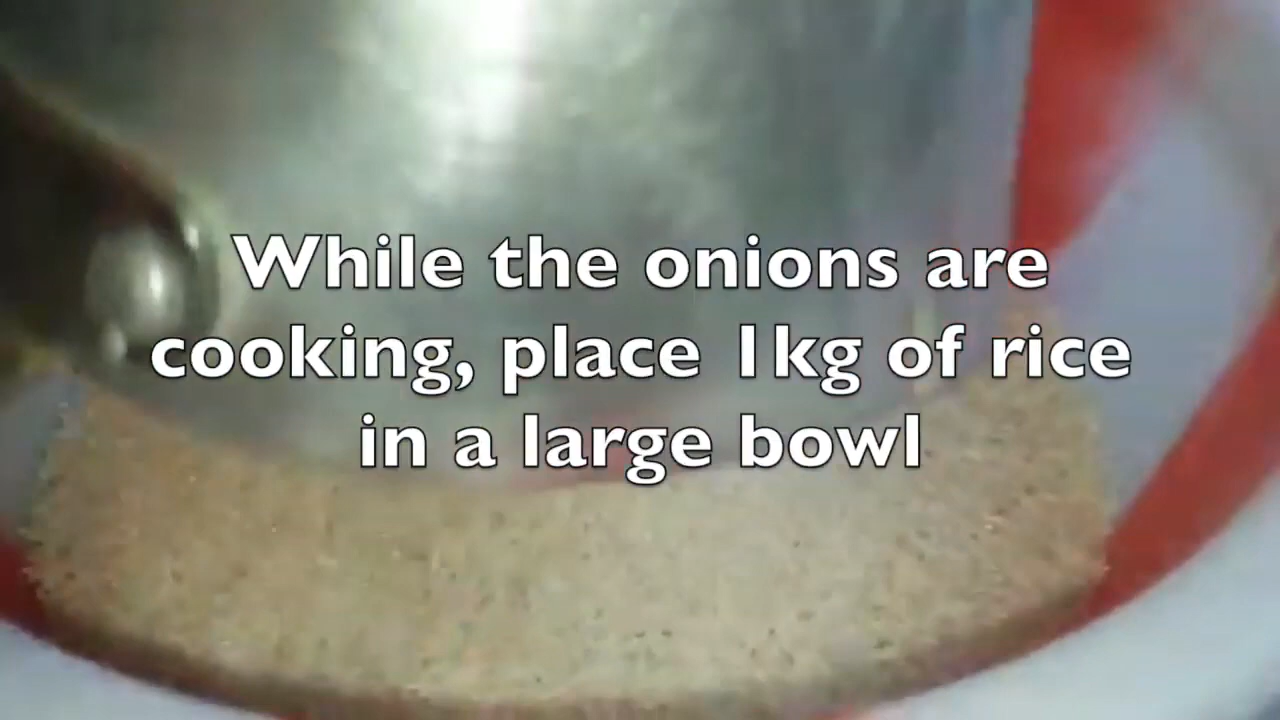 While the onions are
cooking, place 1kg of rice
in a large bowl